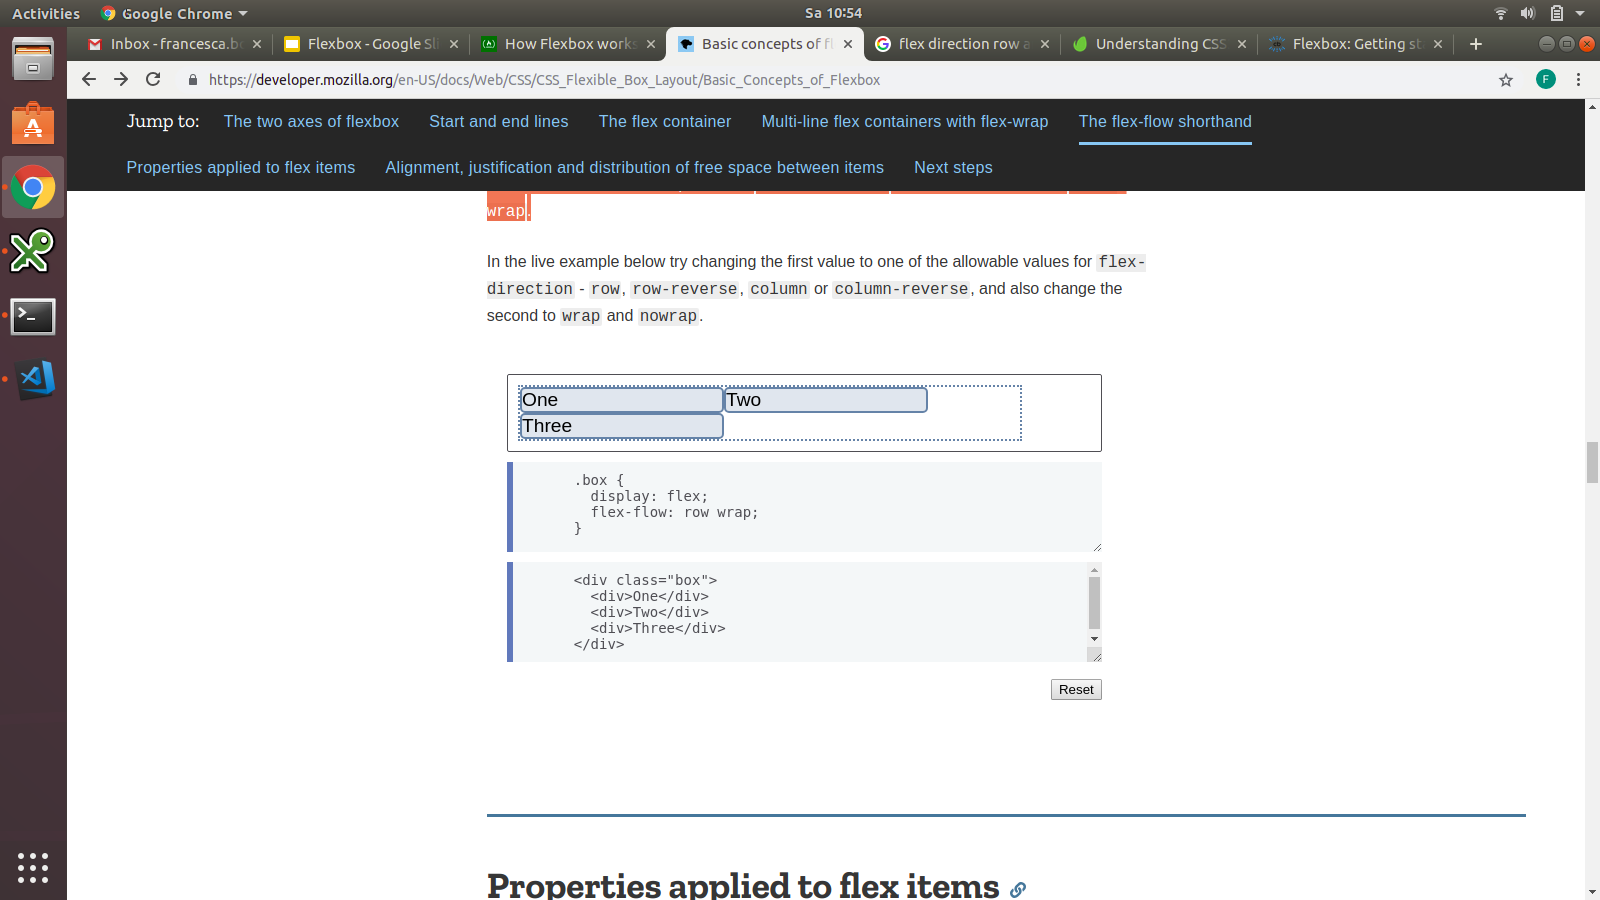 Activities Google Chrome Sa 10:54
Inbox - francesca.b Flexbox - Google Sl How Flexbox works Basic concepts of fl flex direction row a Understanding CSS Flexbox: Getting st
https://developer.mozilla.org/en-US/docs/Web/CSS/CSS_Flexible_Box_Layout/Basic_Concepts_of_Flexbox F
Jump to: The two axes of flexbox Start and end lines The flex container Multi-line flex containers with flex-wrap The flex-flow shorthand
Properties applied to flex items Alignment, justification and distribution of free space between items Next steps
wrap.
In the live example below try changing the first value to one of the allowable values for flex-
direction - row, row-reverse, column or column-reverse, and also change the
second to wrap and nowrap.
One Two
Three
.box {
display: flex;
flex-flow: row wrap;
}
<div class="box">
<div>One</div>
<div>Two</div>
<div>Three</div>
</div>
Reset
Properties applied to flex items